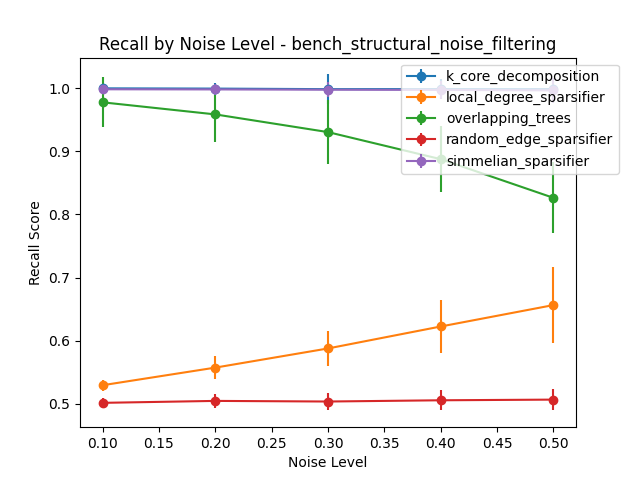 Recall by Noise Level - bench_structural_noise_filtering
k_core_decomposition
local_degree_sparsifier
overlapping_trees
random_edge_sparsifier
simmelian_sparsifier
Recall Score
1.0
0.9
0.8
0.7
0.6
0.5
0.10 0.15 0.20 0.25 0.30 0.35 0.40 0.45 0.50
Noise Level